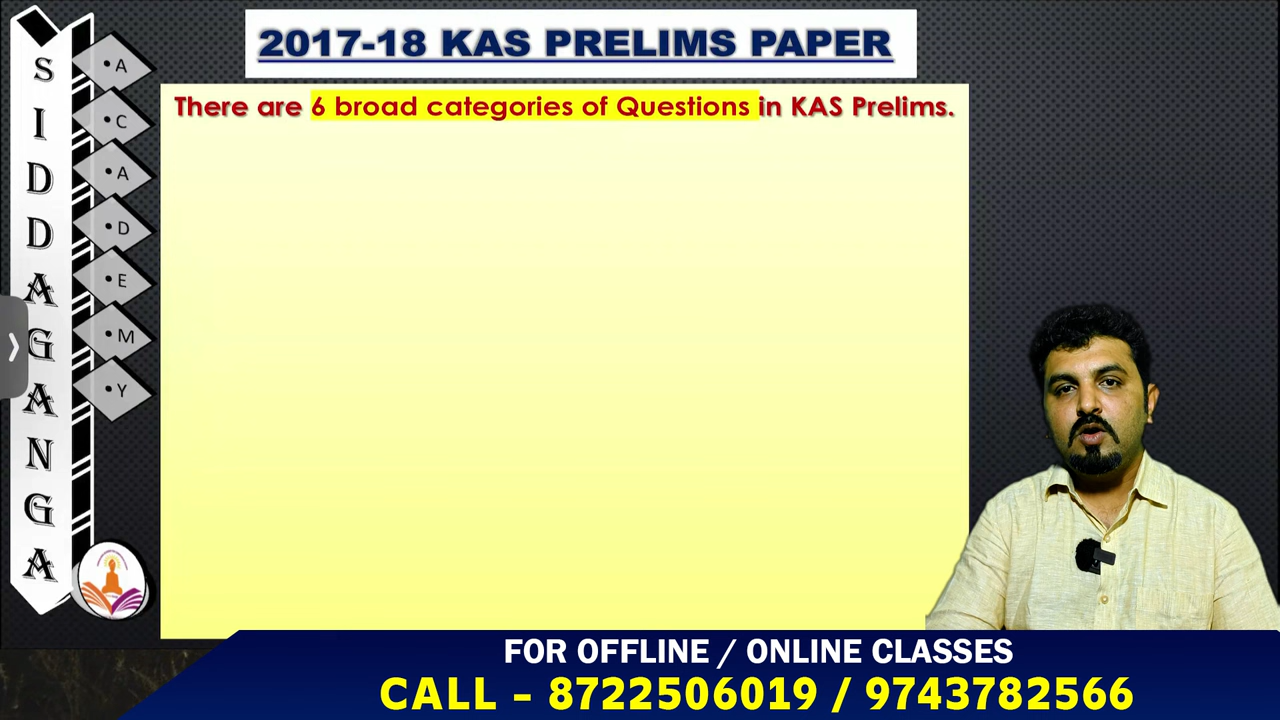 2017-18 KAS PRELIMS PAPER
There are 6 broad categories of Questions in KAS Prelims.
SIDDAGANGA
• A
• C
• A
• D
• E
• M
• Y
FOR OFFLINE / ONLINE CLASSES
CALL – 8722506019 / 9743782566